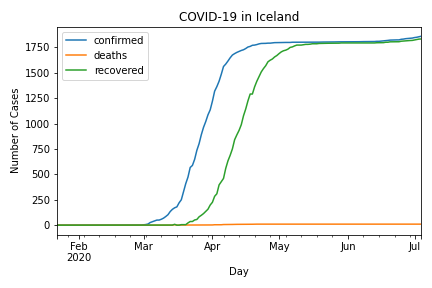 COVID-19 in Iceland
confirmed
deaths
recovered
Number of Cases
1750
1500
1250
1000
750
500
250
0
Feb Mar Apr May Jun Jul
2020
Day